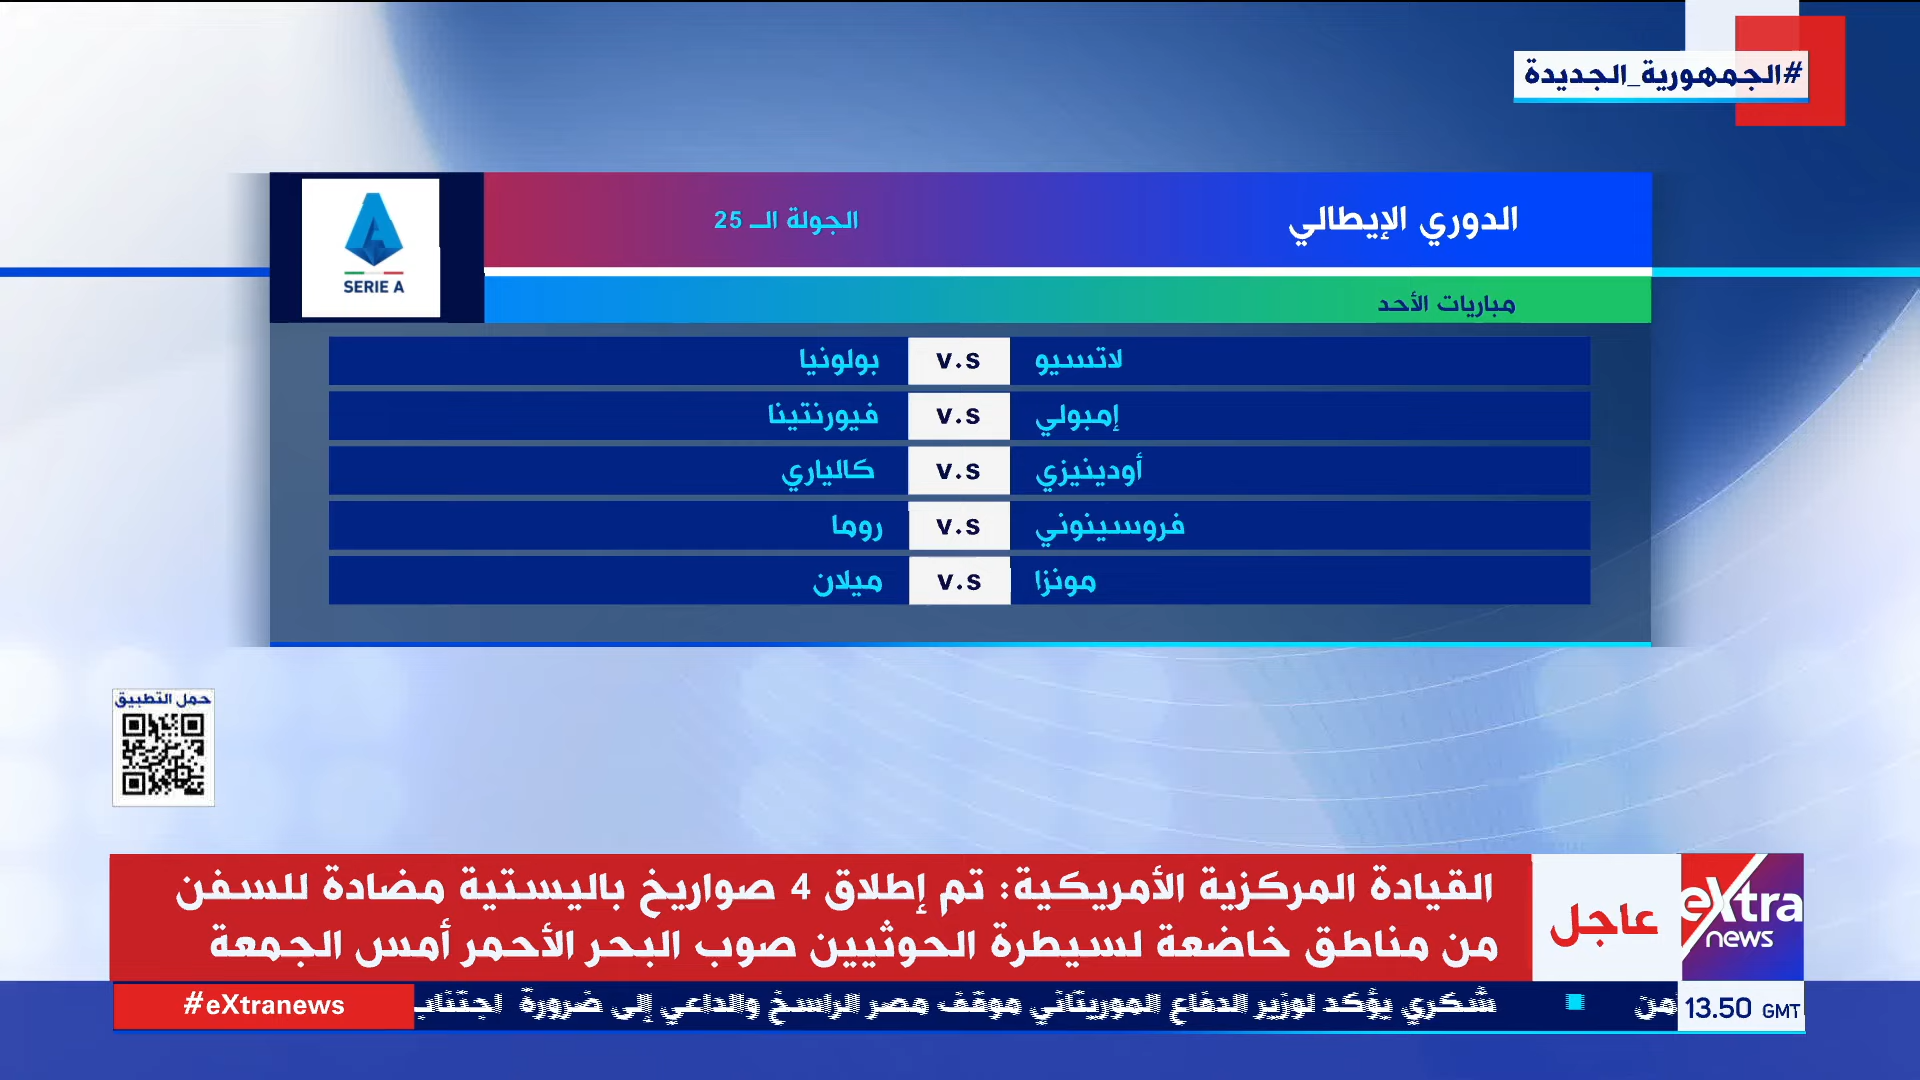 #الجمهورية_الجديدة
الدوري الإيطالي
الجولة الـ 25
SERIE A
مباريات الأحد
لاتسيو v.s بولونيا
إمبولي v.s فيورنتينا
أودينيزي v.s كالياري
فروسينوني v.s روما
مونزا v.s ميلان
حمل التطبيق
eXtra
news
عاجل
القيادة المركزية الأمريكية: تم إطلاق 4 صواريخ باليستية مضادة للسفن
من مناطق خاضعة لسيطرة الحوثيين صوب البحر الأحمر أمس الجمعة
13.50 GMT
شكري يؤكد لوزير الدفاع الموريتاني موقف مصر الراسخ والداعي إلى ضرورة
#eXtranews